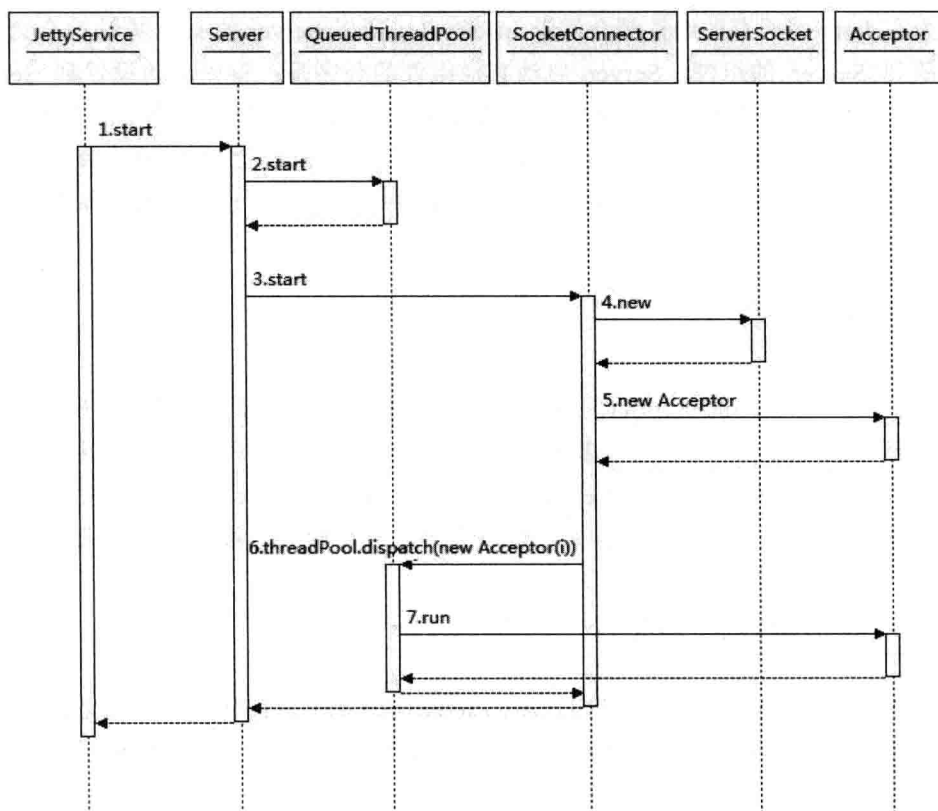 JettyService
Server
QueuedThreadPool
SocketConnector
ServerSocket
Acceptor
1.start
2.start
3.start
4.new
5.new Acceptor
6.threadPool.dispatch(new Acceptor(i))
7.run